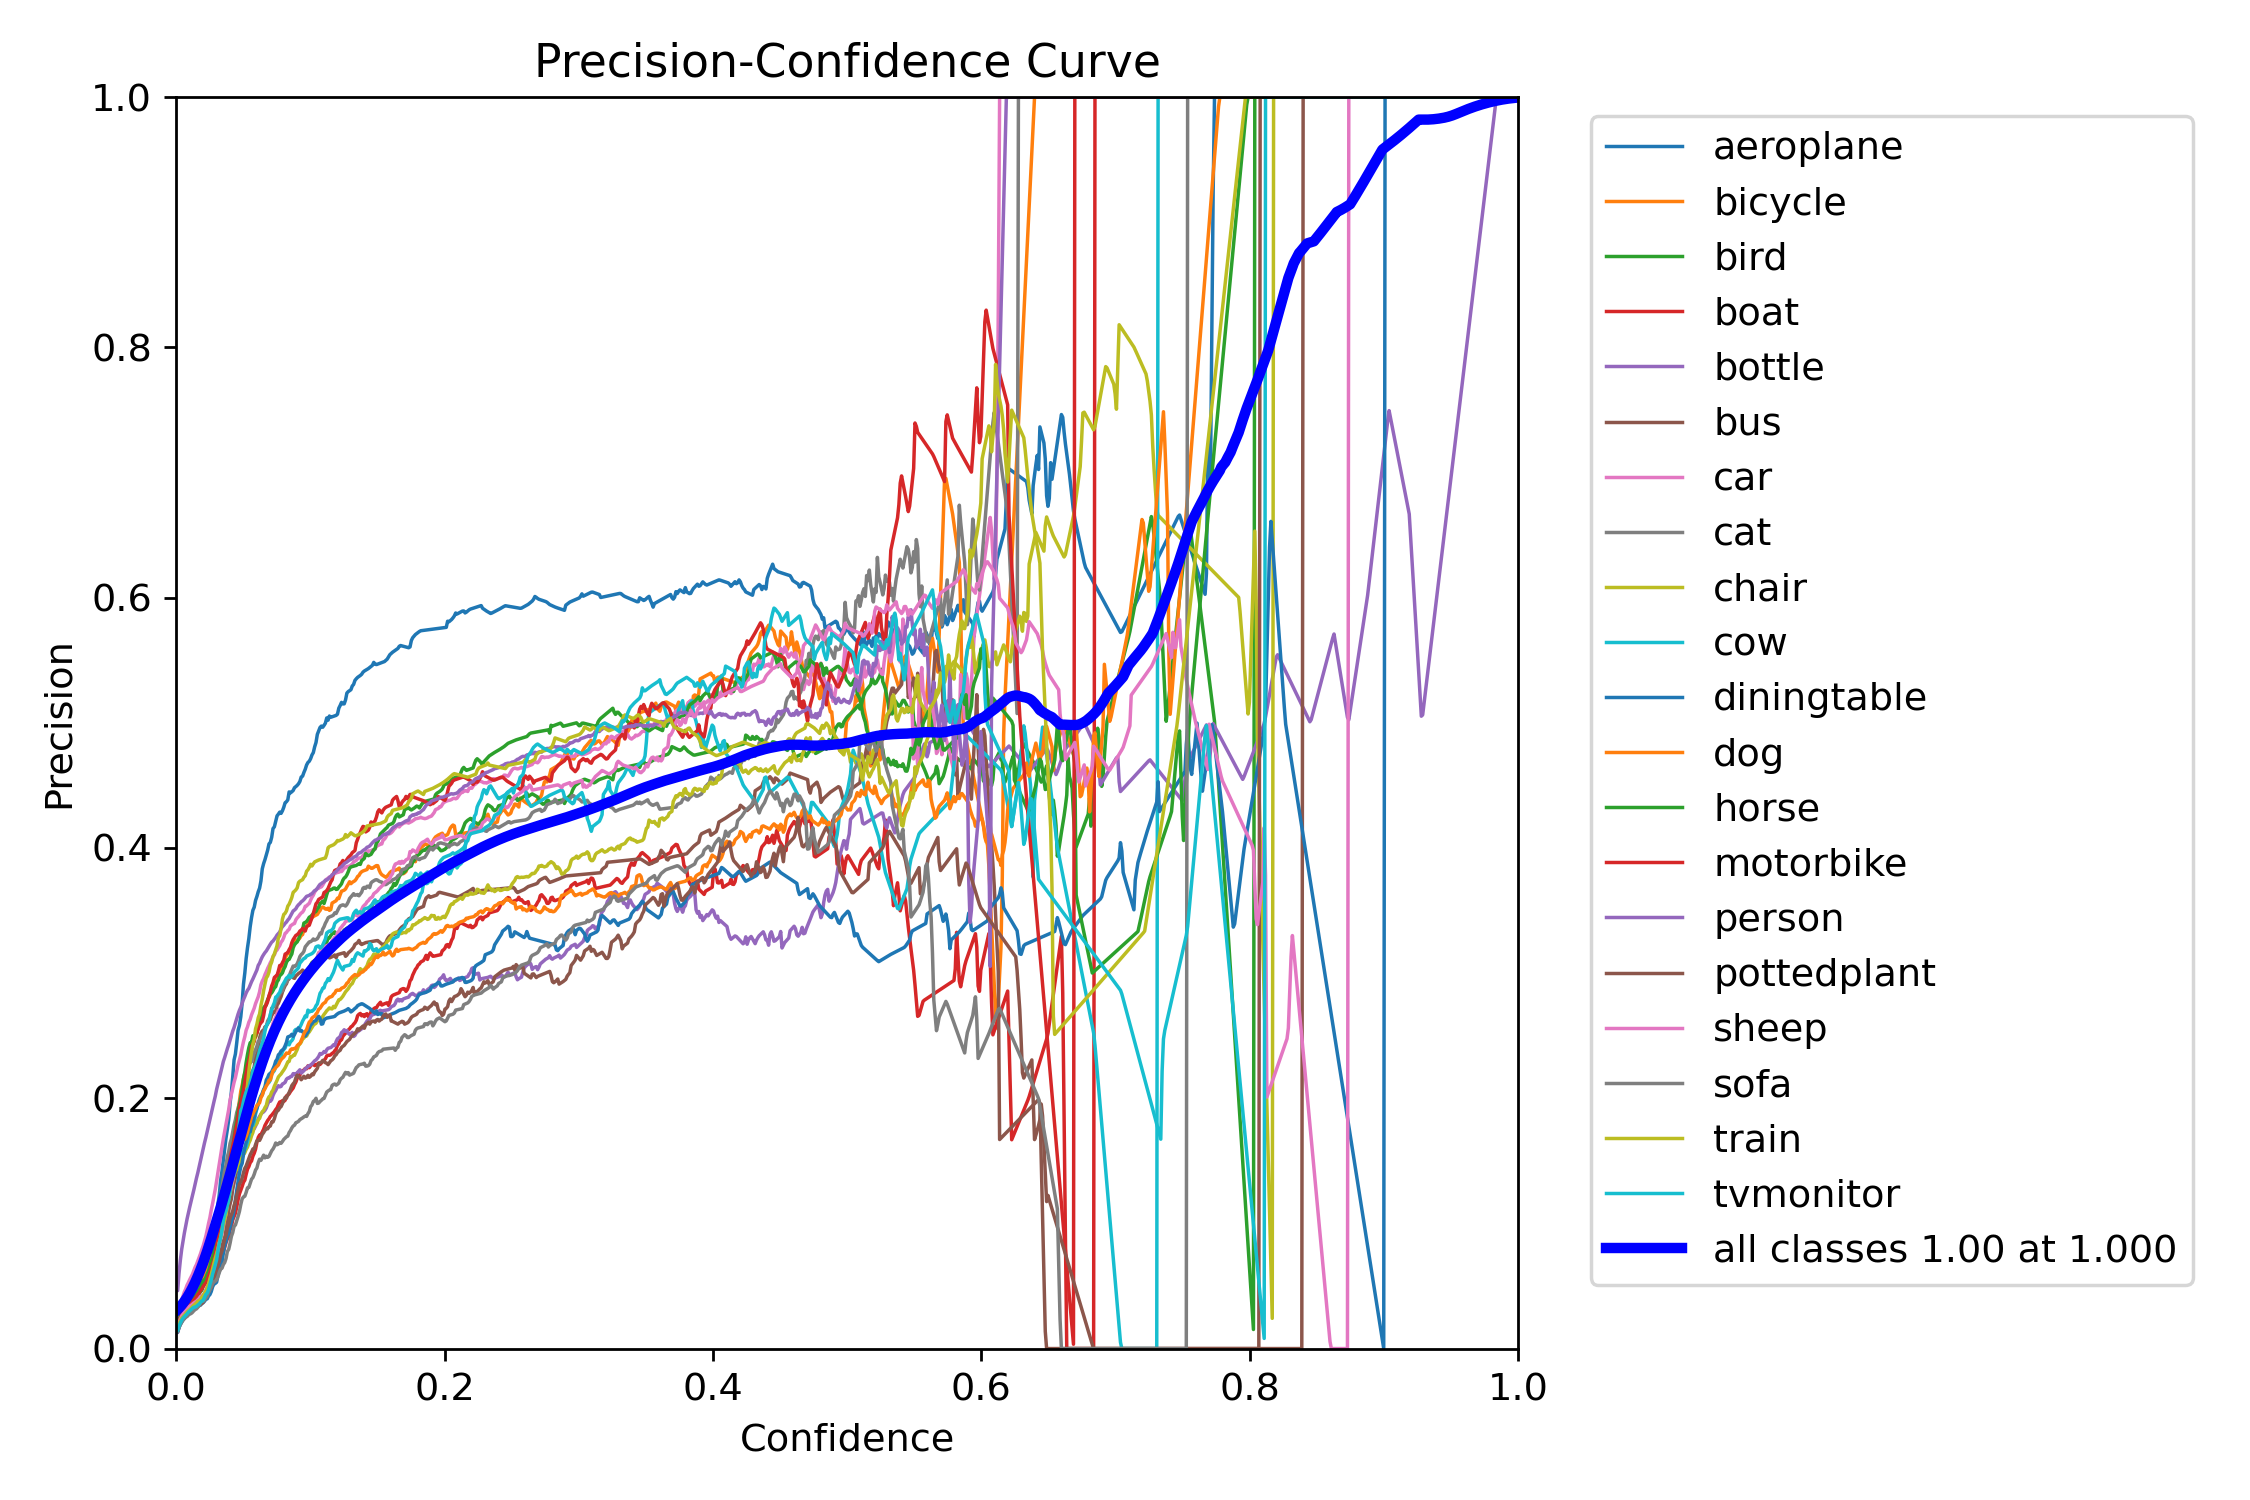 Precision-Confidence Curve
1.0
0.8
0.6
0.4
0.2
0.0
Precision
0.0 0.2 0.4 0.6 0.8 1.0
Confidence
aeroplane
bicycle
bird
boat
bottle
bus
car
cat
chair
cow
diningtable
dog
horse
motorbike
person
pottedplant
sheep
sofa
train
tvmonitor
all classes 1.00 at 1.000